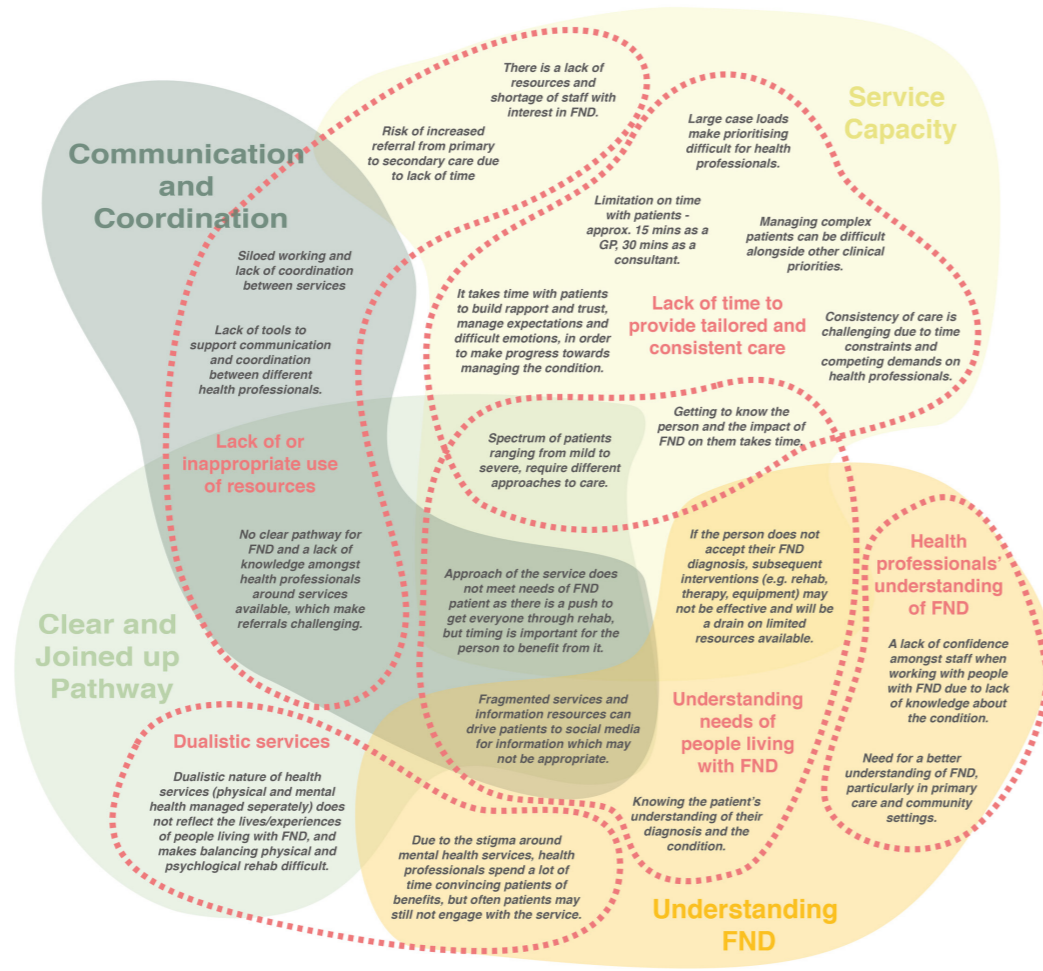 There is a lack of
resources and
shortage of staff with
interest in FND.
Risk of increased
referral from primary
to secondary care due
to lack of time
Service
Capacity
Large case loads
make prioritising
difficult for health
professionals.
Communication
and
Coordination
Limitation on time
with patients -
approx. 15 mins as a
GP, 30 mins as a
consultant.
Managing complex
patients can be difficult
alongside other clinical
priorities.
Siloed working and
lack of coordination
between services
It takes time with patients
to build rapport and trust,
manage expectations and
difficult emotions, in order
to make progress towards
managing the condition.
Lack of time to
provide tailored and
consistent care
Consistency of care is
challenging due to time
constraints and
competing demands on
health professionals.
Lack of tools to
support communication
and coordination
between different
health professionals.
Getting to know the
person and the impact of
FND on them takes time.
Lack of or
inappropriate use
of resources
Spectrum of patients
ranging from mild to
severe, require different
approaches to care.
No clear pathway for
FND and a lack of
knowledge amongst
health professionals
around services
available, which make
referrals challenging.
If the person does not
accept their FND
diagnosis, subsequent
interventions (e.g. rehab,
therapy, equipment) may
not be effective and will be
a drain on limited
resources available.
Health
professionals'
understanding
of FND
Approach of the service does
not meet needs of FND
patient as there is a push to
get everyone through rehab,
but timing is important for the
person to benefit from it.
Clear and
Joined up
Pathway
A lack of confidence
amongst staff when
working with people
with FND due to lack
of knowledge about
the condition.
Fragmented services and
information resources can
drive patients to social media
for information which may
not be appropriate.
Understanding
needs of
people living
with FND
Dualistic services
Dualistic nature of health
services (physical and mental
health managed seperately) does
not reflect the lives/experiences
of people living with FND, and
makes balancing physical and
psychlogical rehab difficult.
Need for a better
understanding of FND,
particularly in primary
care and community
settings.
Knowing the patient's
understanding of their
diagnosis and the
condition.
Due to the stigma around
mental health services, health
professionals spend a lot of
time convincing patients of
benefits, but often patients may
still not engage with the service.
Understanding
FND